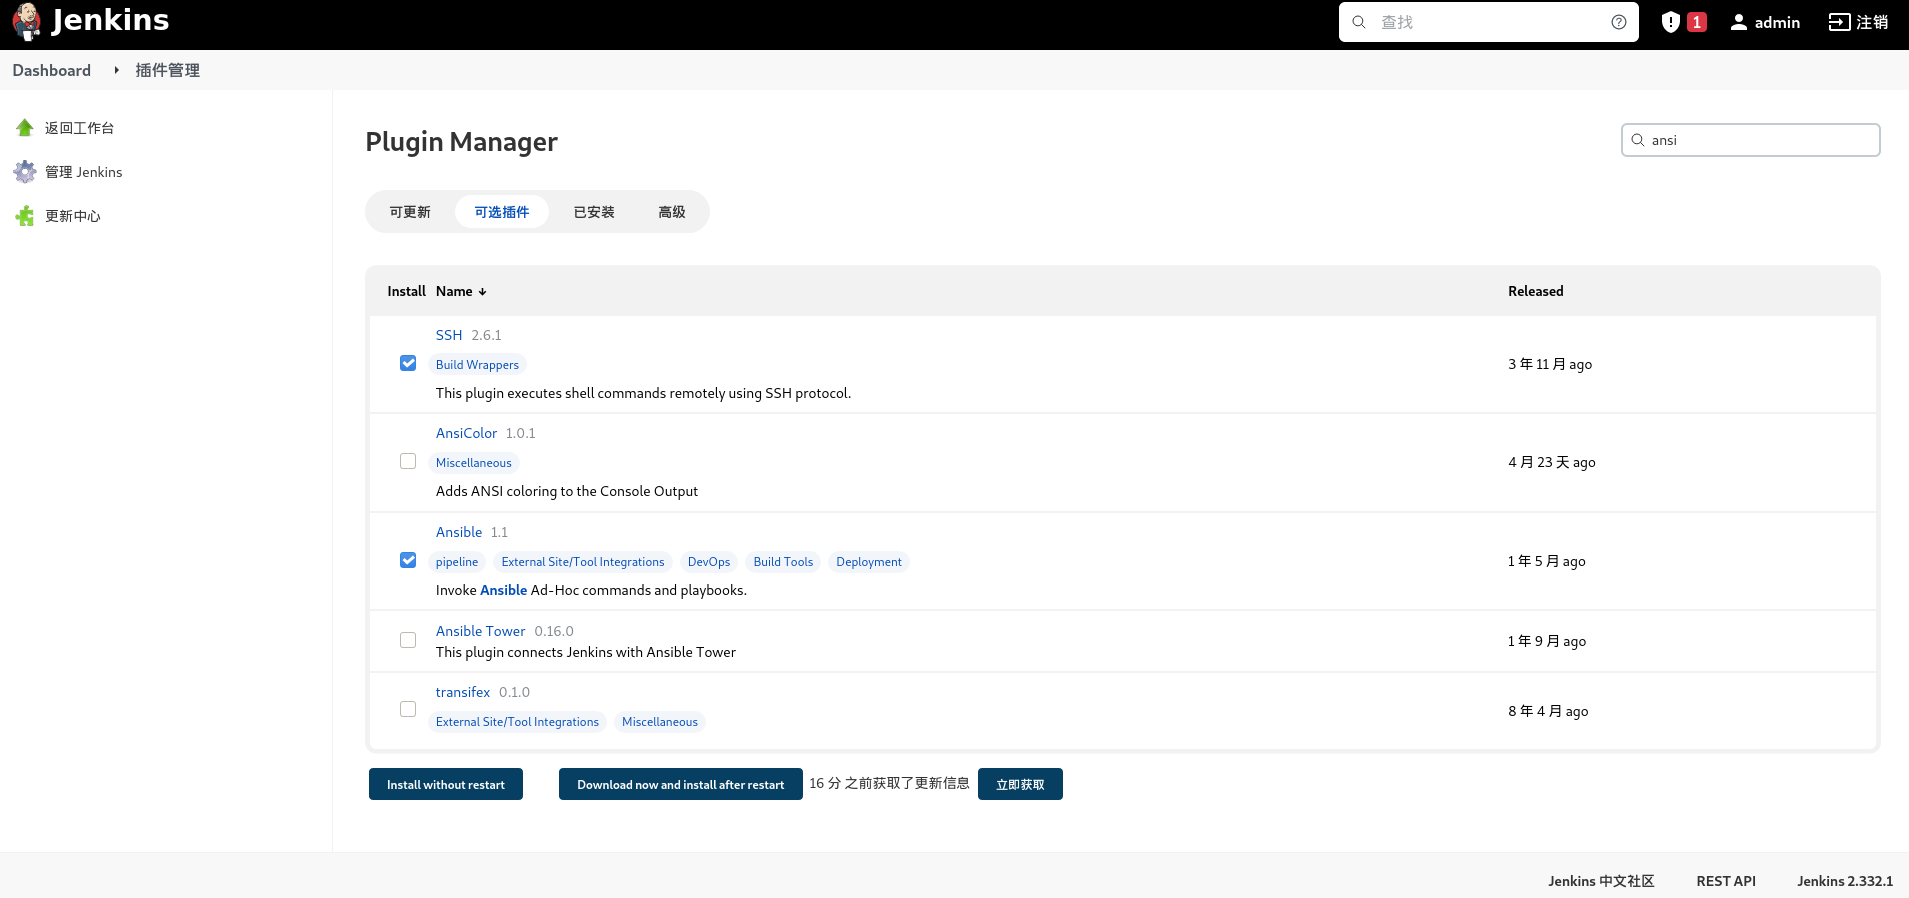 Jenkins
查找
1
admin
注销
Dashboard
插件管理
返回工作台
管理 Jenkins
更新中心
Plugin Manager
ansi
可更新
可选插件
已安装
高级
Install Name ↓ Released
SSH 2.6.1
Build Wrappers
This plugin executes shell commands remotely using SSH protocol.
3 年 11 月 ago
AnsiColor 1.0.1
Miscellaneous
Adds ANSI coloring to the Console Output
4 月 23 天 ago
Ansible 1.1
pipeline External Site/Tool Integrations DevOps Build Tools Deployment
Invoke Ansible Ad-Hoc commands and playbooks.
1 年 5 月 ago
Ansible Tower 0.16.0
This plugin connects Jenkins with Ansible Tower
1 年 9 月 ago
transifex 0.1.0
External Site/Tool Integrations Miscellaneous
8 年 4 月 ago
Install without restart
Download now and install after restart
16 分 之前获取了更新信息
立即获取
Jenkins 中文社区
REST API
Jenkins 2.332.1